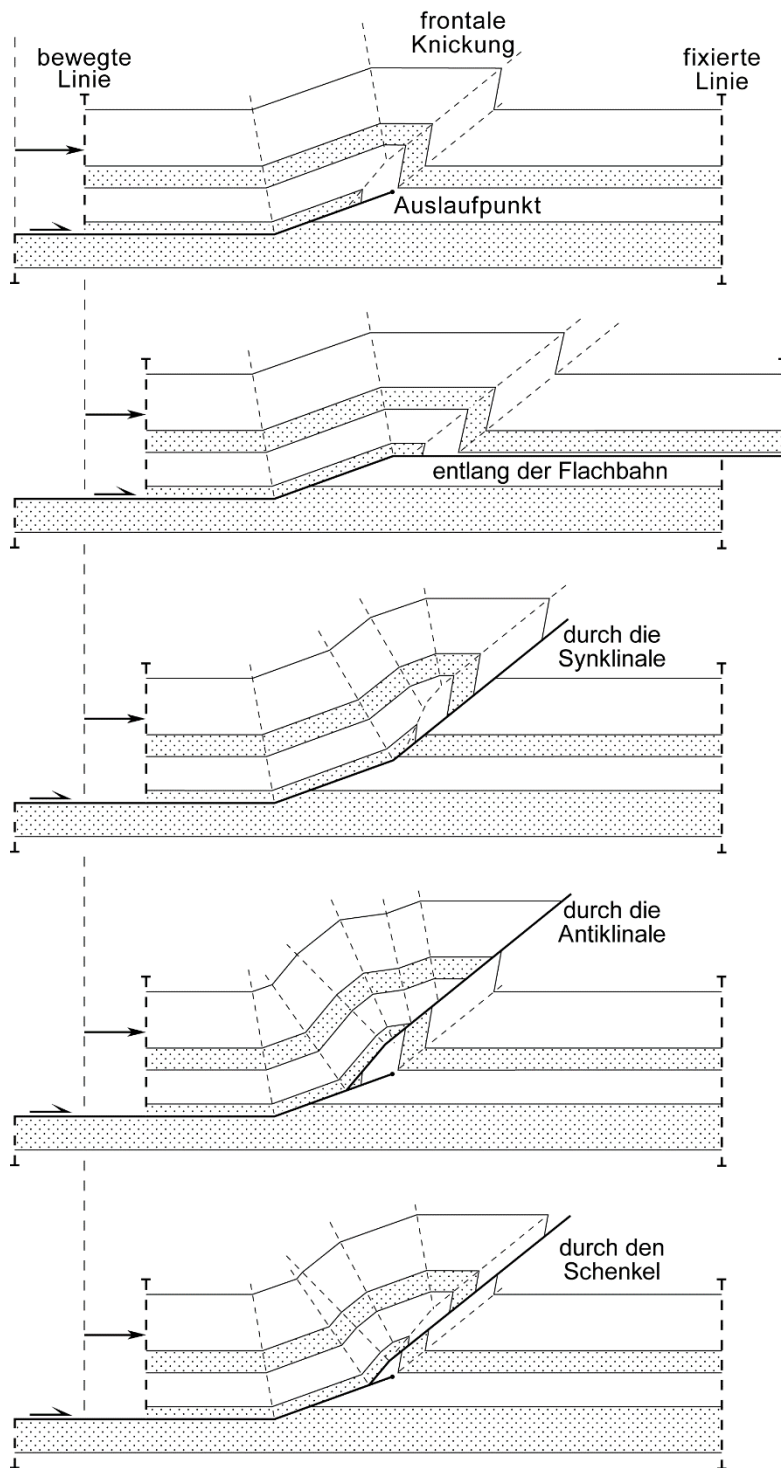 bewegte
Linie
frontale
Knickung
fixierte
Linie
Auslaufpunkt
entlang der Flachbahn
durch die
Synklinale
durch die
Antiklinale
durch den
Schenkel